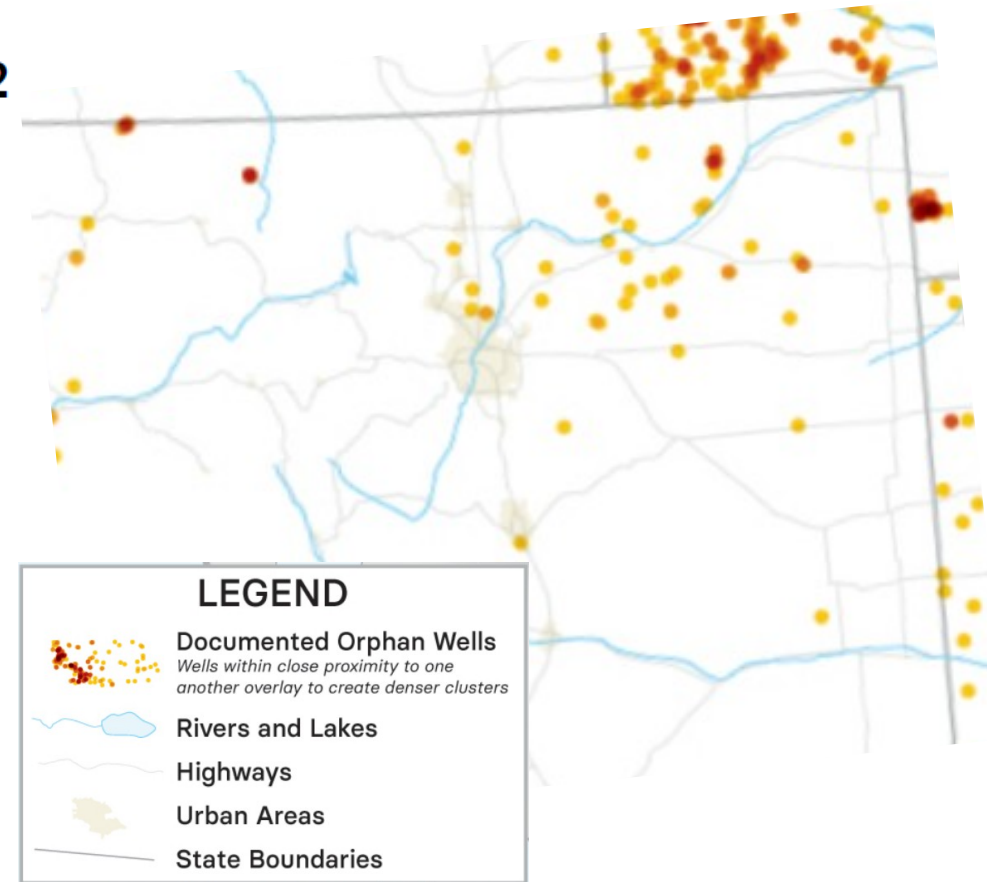 2
LEGEND
Documented Orphan Wells
Wells within close proximity to one
another overlay to create denser clusters
Rivers and Lakes
Highways
Urban Areas
State Boundaries